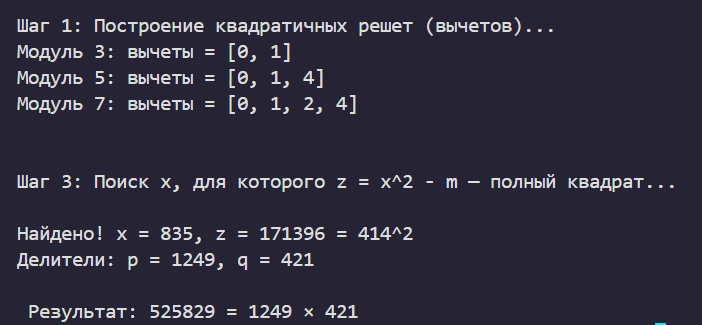 Шаг 1: Построение квадратичных решет (вычетов)...
Модуль 3: вычеты = [0, 1]
Модуль 5: вычеты = [0, 1, 4]
Модуль 7: вычеты = [0, 1, 2, 4]
Шаг 3: Поиск x, для которого z = x^2 - m — полный квадрат...
Найдено! x = 835, z = 171396 = 414^2
Делители: p = 1249, q = 421
Результат: 525829 = 1249 × 421